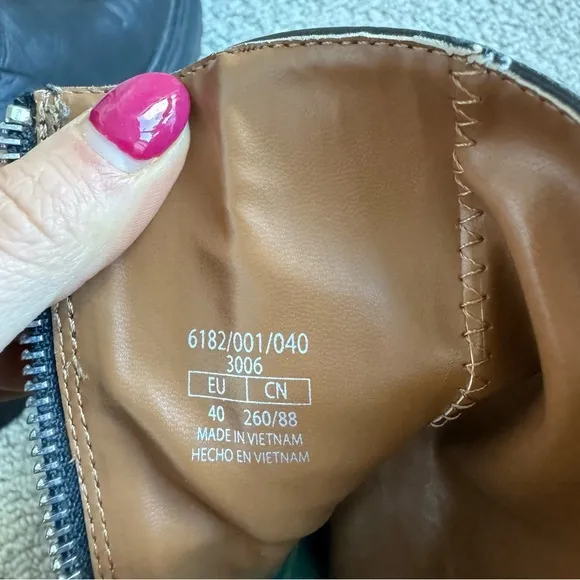 6182/001/040
3006
EU CN
40 260/88
MADE IN VIETNAM
HECHO EN VIETNAM